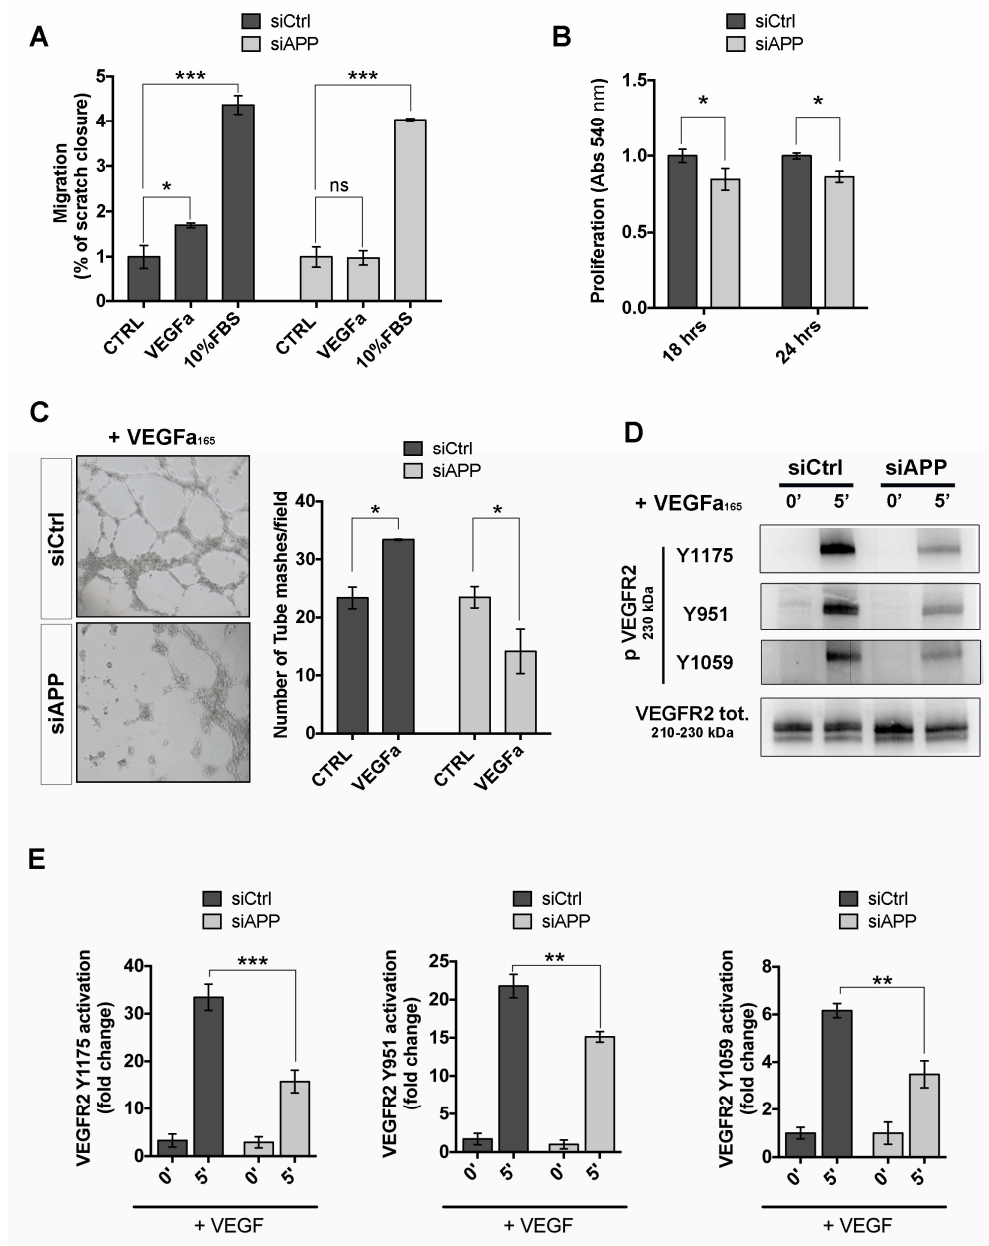 A
siCtrl
siAPP
Migration
(% of scratch closure)
5
4
3
2
1
0
***
*
***
ns
CTRL
VEGFa
10%FBS
CTRL
VEGFa
10%FBS
B
siCtrl
siAPP
Proliferation (Abs 540 nm)
1.5
1.0
0.5
0.0
*
*
18 hrs
24 hrs
C
+ VEGFa165
siCtrl
siAPP
siCtrl
siAPP
Number of Tube mashes/field
40
30
20
10
0
*
*
CTRL
VEGFa
CTRL
VEGFa
D
siCtrl siAPP
+ VEGFa165 0' 5' 0' 5'
p VEGFR2
230 kDa
Y1175
Y951
Y1059
VEGFR2 tot.
210-230 kDa
E
siCtrl
siAPP
VEGFR2 Y1175 activation
(fold change)
40
30
20
10
0
***
0' 5' 0' 5'
+ VEGF
siCtrl
siAPP
VEGFR2 Y951 activation
(fold change)
25
20
15
10
5
0
**
0' 5' 0' 5'
+ VEGF
siCtrl
siAPP
VEGFR2 Y1059 activation
(fold change)
8
6
4
2
0
**
0' 5' 0' 5'
+ VEGF